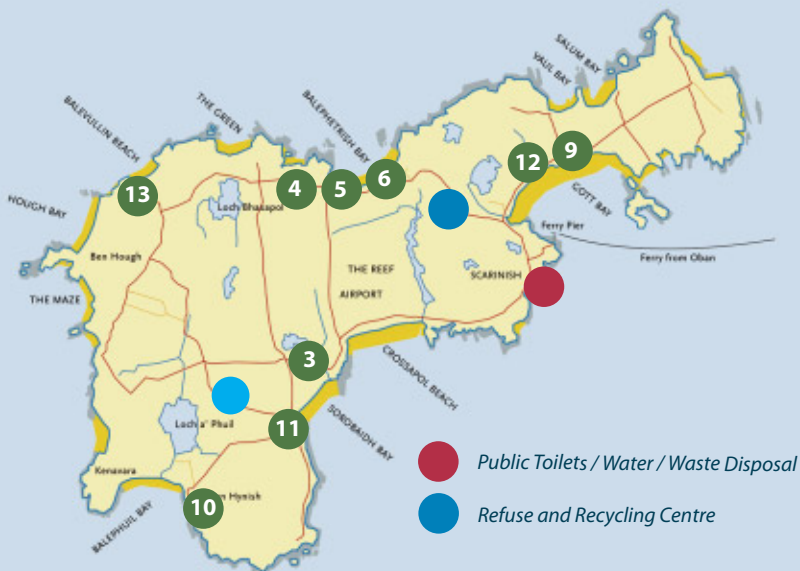 SALUM BAY
VAUL BAY
BALEPHETRISH BAY
THE GREEN
BALEVULLIN BEACH
12
9
13
4
5
6
HOUGH BAY
Loch Bhasapol
GOTT BAY
Ferry Pier
Ferry from Oban
Ben Hough
THE REEF
AIRPORT
SCARINISH
THE MAZE
3
CROSSAPOL BEACH
SOROBAIDH BAY
Loch a' Phuil
11
Kenavara
10
Hynish
BALEPHUIL BAY
Public Toilets / Water / Waste Disposal
Refuse and Recycling Centre